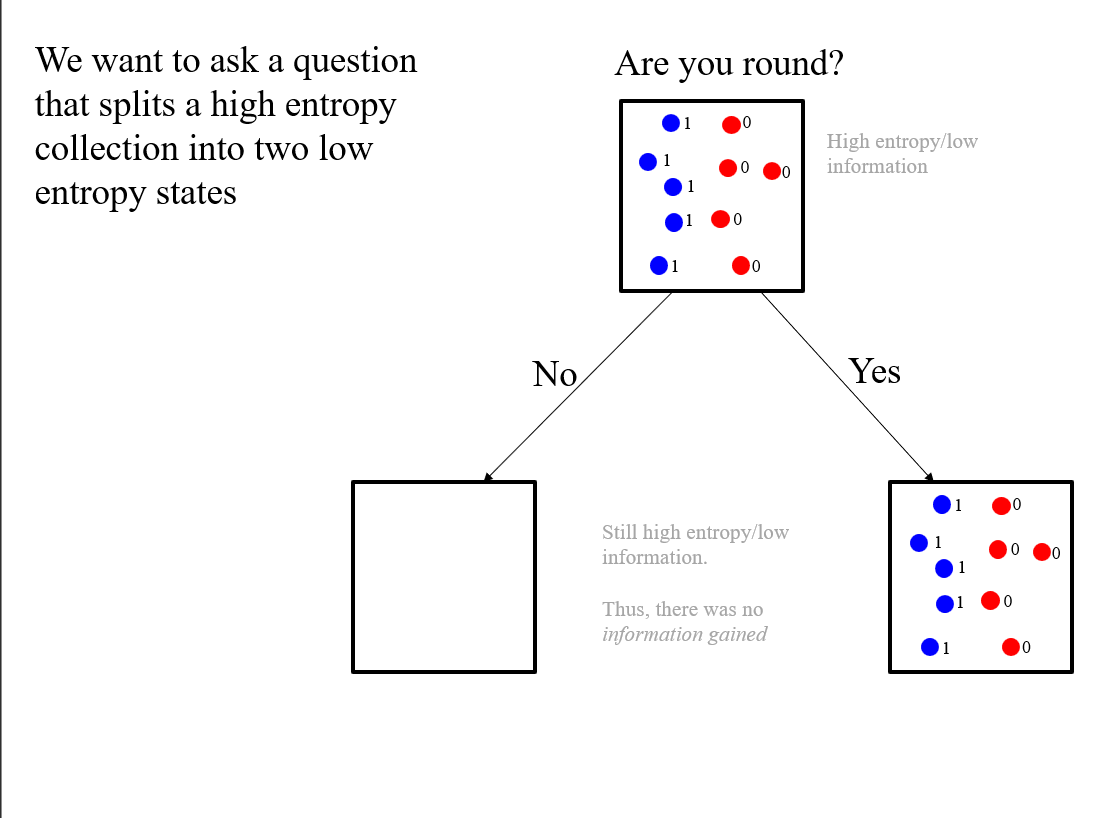 We want to ask a question
that splits a high entropy
collection into two low
entropy states
Are you round?
1 0
1 0 0
1
1 0
1 0
High entropy/low
information
No
Yes
Still high entropy/low
information.
Thus, there was no
information gained
1 0
1 0 0
1
1 0
1 0